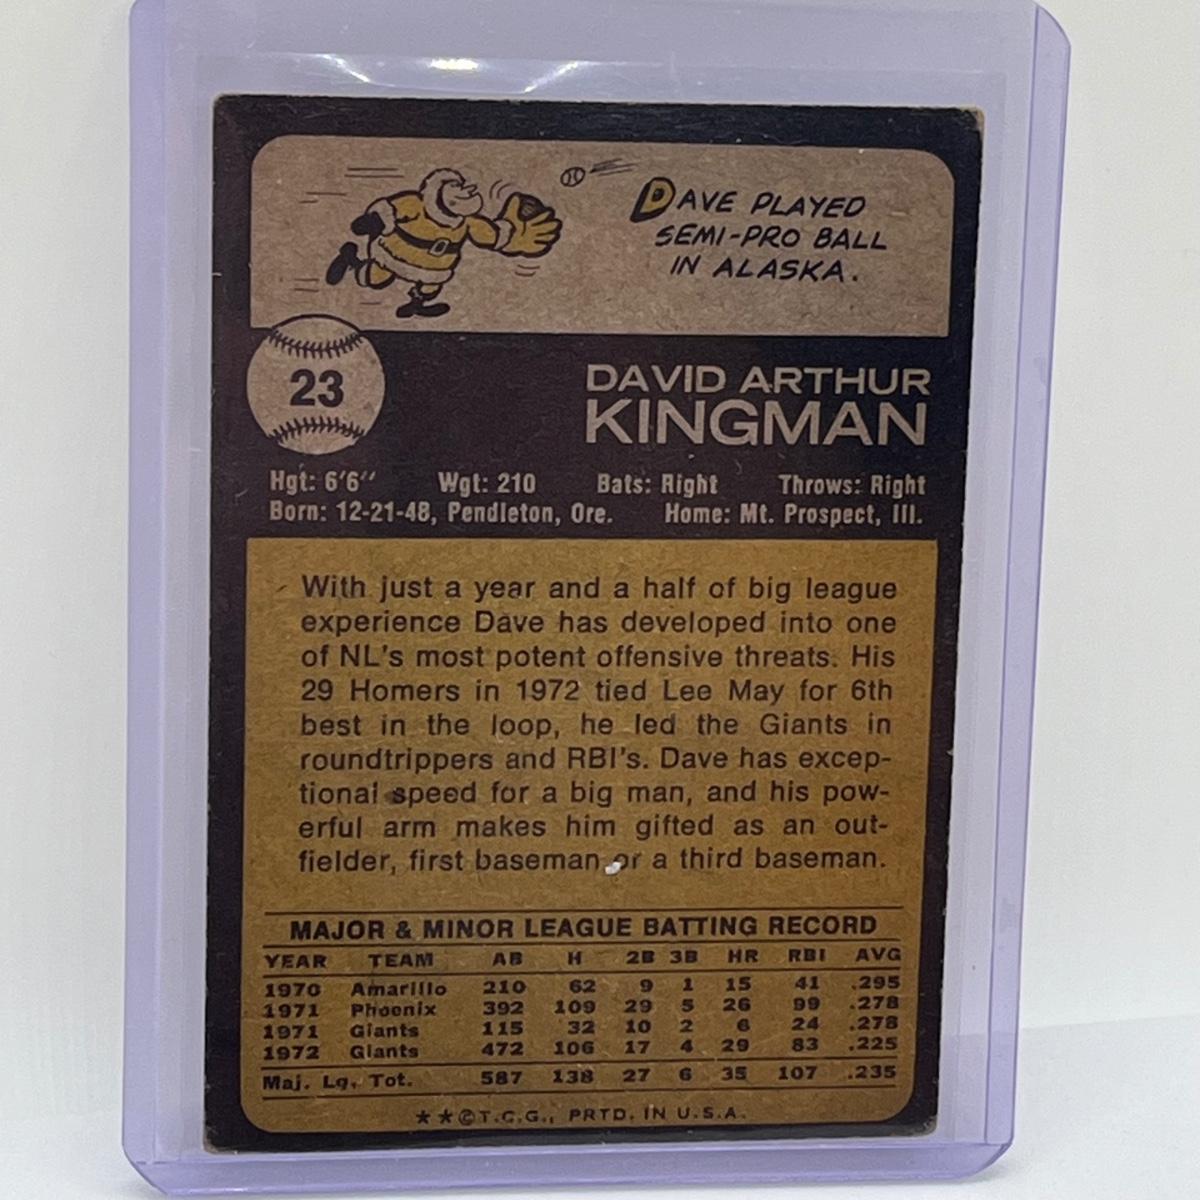 DAVE PLAYED
SEMI-PRO BALL
IN ALASKA.
23
DAVID ARTHUR
KINGMAN
Hgt: 6'6" Wgt: 210 Bats: Right Throws: Right
Born: 12-21-48, Pendleton, Ore. Home: Mt. Prospect, Ill.
With just a year and a half of big league
experience Dave has developed into one
of NL's most potent offensive threats. His
29 Homers in 1972 tied Lee May for 6th
best in the loop, he led the Giants in
roundtrippers and RBI's. Dave has excep-
tional speed for a big man, and his pow-
erful arm makes him gifted as an out-
fielder, first baseman or a third baseman.
MAJOR & MINOR LEAGUE BATTING RECORD
YEAR TEAM AB H 2B 3B HR RBI AVG
1970 Amarillo 210 62 9 1 15 41 .295
1971 Phoenix 392 109 29 5 26 99 .278
1971 Giants 115 32 10 2 6 24 .278
1972 Giants 472 106 17 4 29 83 .225
Maj. Lg. Tot. 587 138 27 6 35 107 .235
★★©T.C.G., PRTD. IN U.S.A.